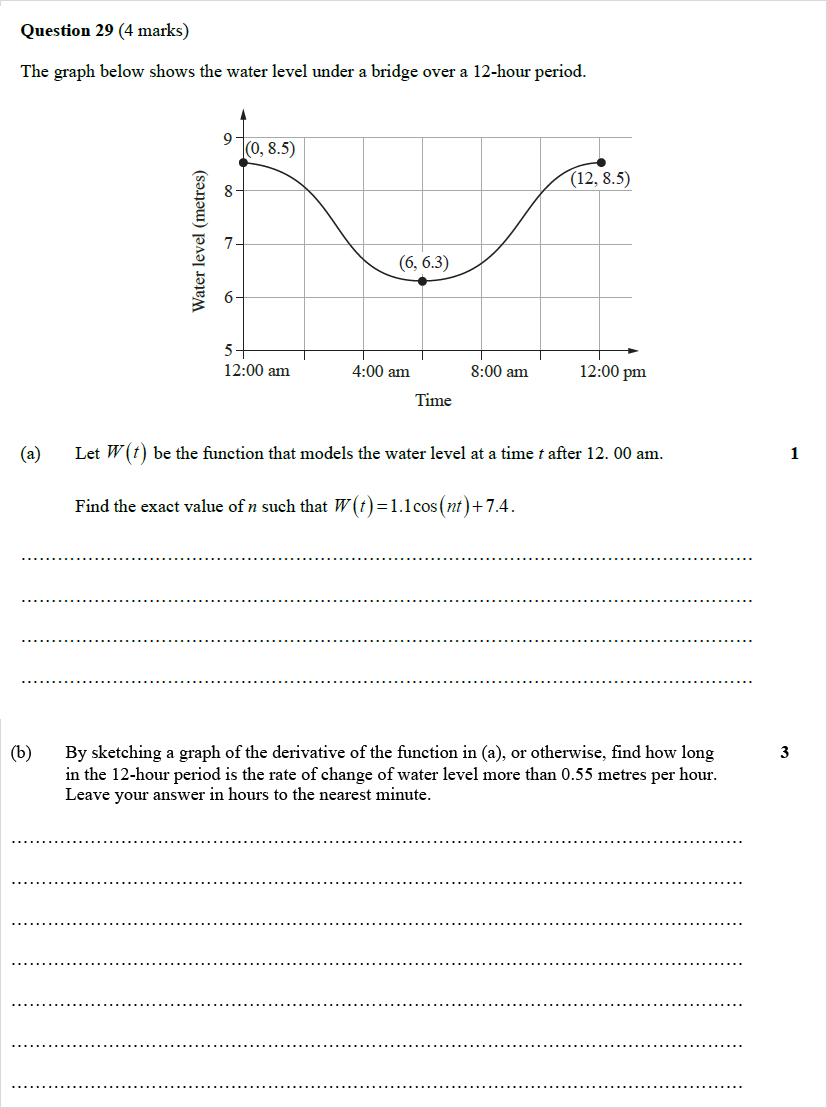 Question 29 (4 marks)
The graph below shows the water level under a bridge over a 12-hour period.
9
(0, 8.5)
8
(12, 8.5)
Water level (metres)
7
(6, 6.3)
6
5
12:00 am 4:00 am 8:00 am 12:00 pm
Time
(a) Let W(t) be the function that models the water level at a time t after 12. 00 am. 1
Find the exact value of n such that W(t)=1.1cos(nt)+7.4.
(b) By sketching a graph of the derivative of the function in (a), or otherwise, find how long 3
in the 12-hour period is the rate of change of water level more than 0.55 metres per hour.
Leave your answer in hours to the nearest minute.